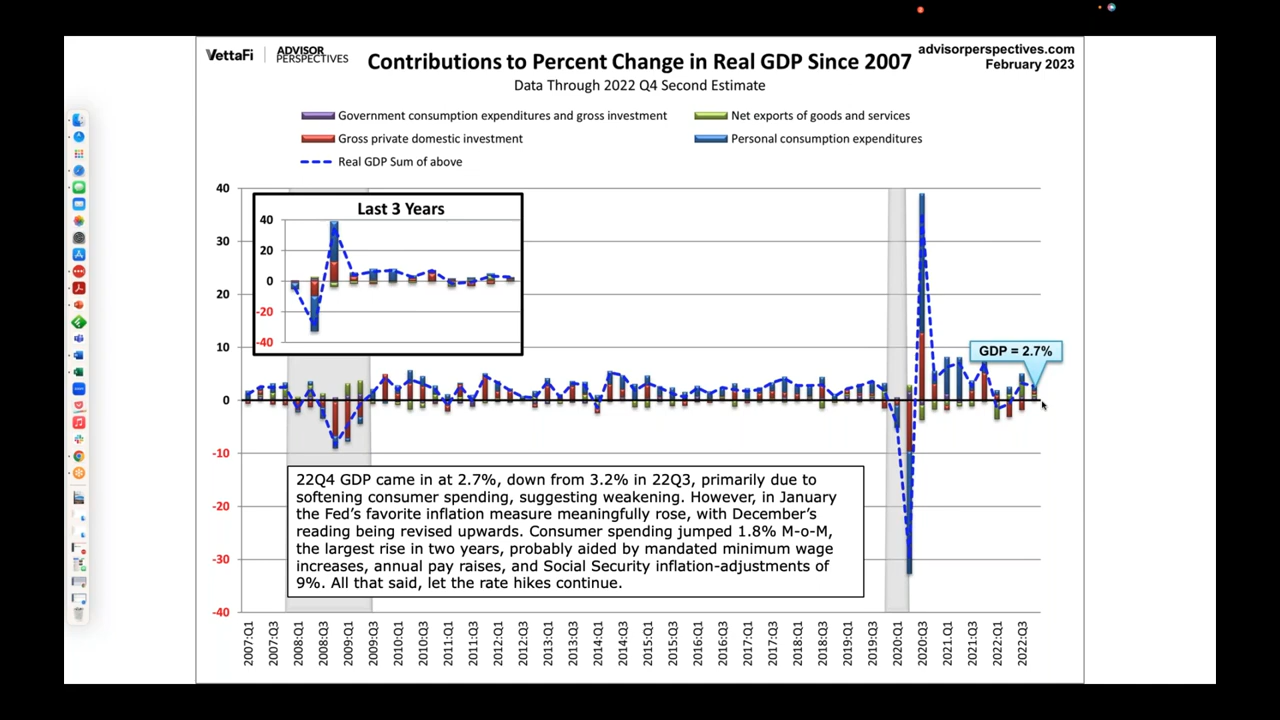 VettaFi
ADVISOR
PERSPECTIVES
Contributions to Percent Change in Real GDP Since 2007
advisorperspectives.com
February 2023
Data Through 2022 Q4 Second Estimate
Government consumption expenditures and gross investment
Net exports of goods and services
Gross private domestic investment
Personal consumption expenditures
Real GDP Sum of above
40
30
20
10
0
-10
-20
-30
-40
Last 3 Years
40
20
0
-20
-40
GDP = 2.7%
22Q4 GDP came in at 2.7%, down from 3.2% in 22Q3, primarily due to
softening consumer spending, suggesting weakening. However, in January
the Fed's favorite inflation measure meaningfully rose, with December's
reading being revised upwards. Consumer spending jumped 1.8% M-o-M,
the largest rise in two years, probably aided by mandated minimum wage
increases, annual pay raises, and Social Security inflation-adjustments of
9%. All that said, let the rate hikes continue.
2007:Q1
2007:Q3
2008:Q1
2008:Q3
2009:Q1
2009:Q3
2010:Q1
2010:Q3
2011:Q1
2011:Q3
2012:Q1
2012:Q3
2013:Q1
2013:Q3
2014:Q1
2014:Q3
2015:Q1
2015:Q3
2016:Q1
2016:Q3
2017:Q1
2017:Q3
2018:Q1
2018:Q3
2019:Q1
2019:Q3
2020:Q1
2020:Q3
2021:Q1
2021:Q3
2022:Q1
2022:Q3